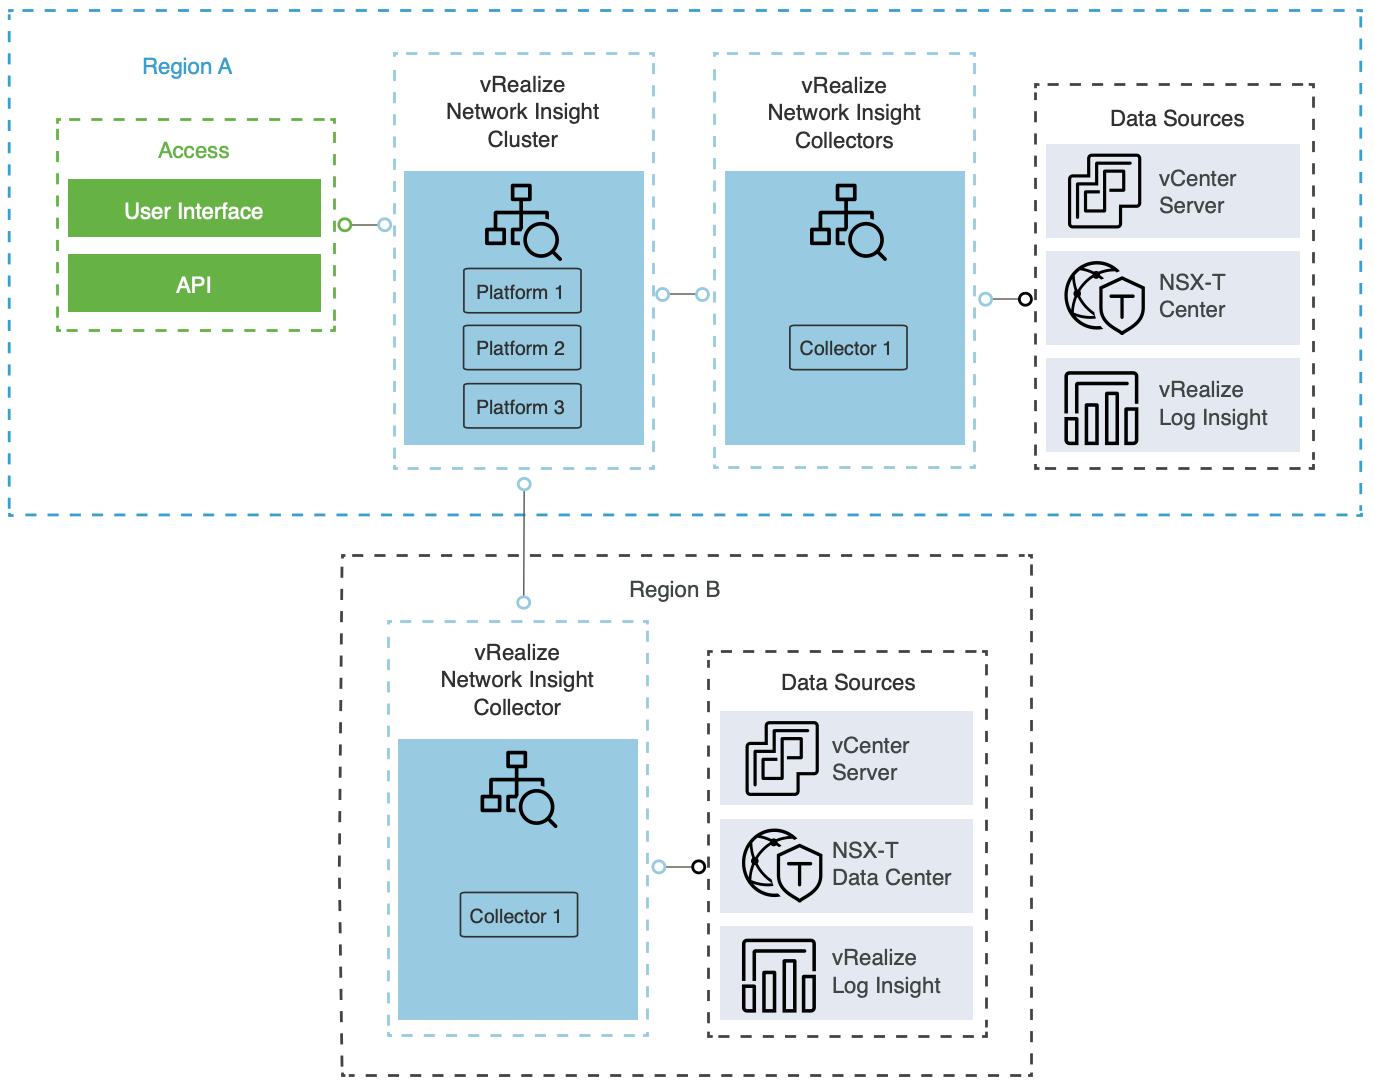 Region A
Access
User Interface
API
vRealize
Network Insight
Cluster
Platform 1
Platform 2
Platform 3
vRealize
Network Insight
Collectors
Collector 1
Data Sources
vCenter
Server
T
NSX-T
Center
vRealize
Log Insight
Region B
vRealize
Network Insight
Collector
Collector 1
Data Sources
vCenter
Server
T
NSX-T
Data Center
vRealize
Log Insight